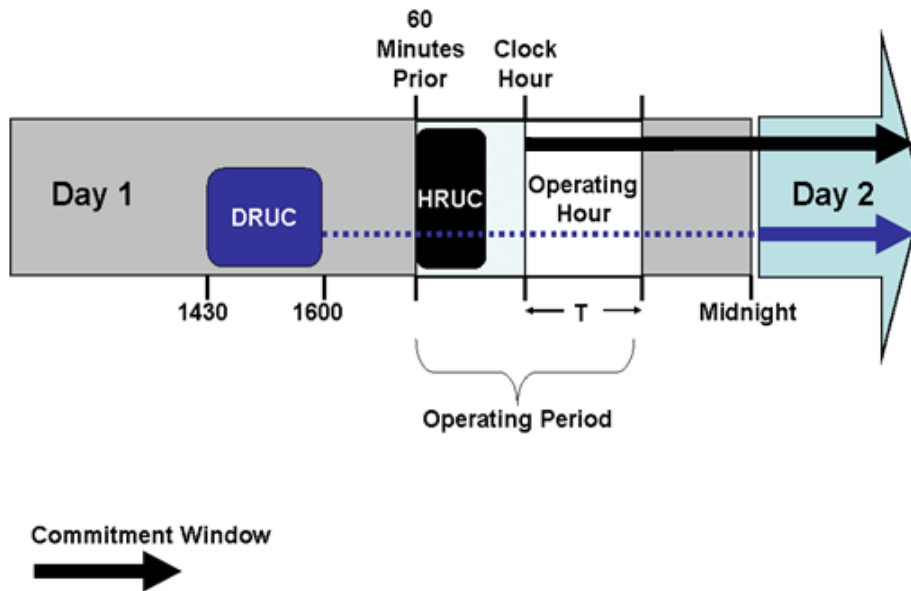 60
Minutes
Prior
Clock
Hour
Day 1
DRUC
HRUC
Operating
Hour
Day 2
1430
1600
T
Midnight
Operating Period
Commitment Window